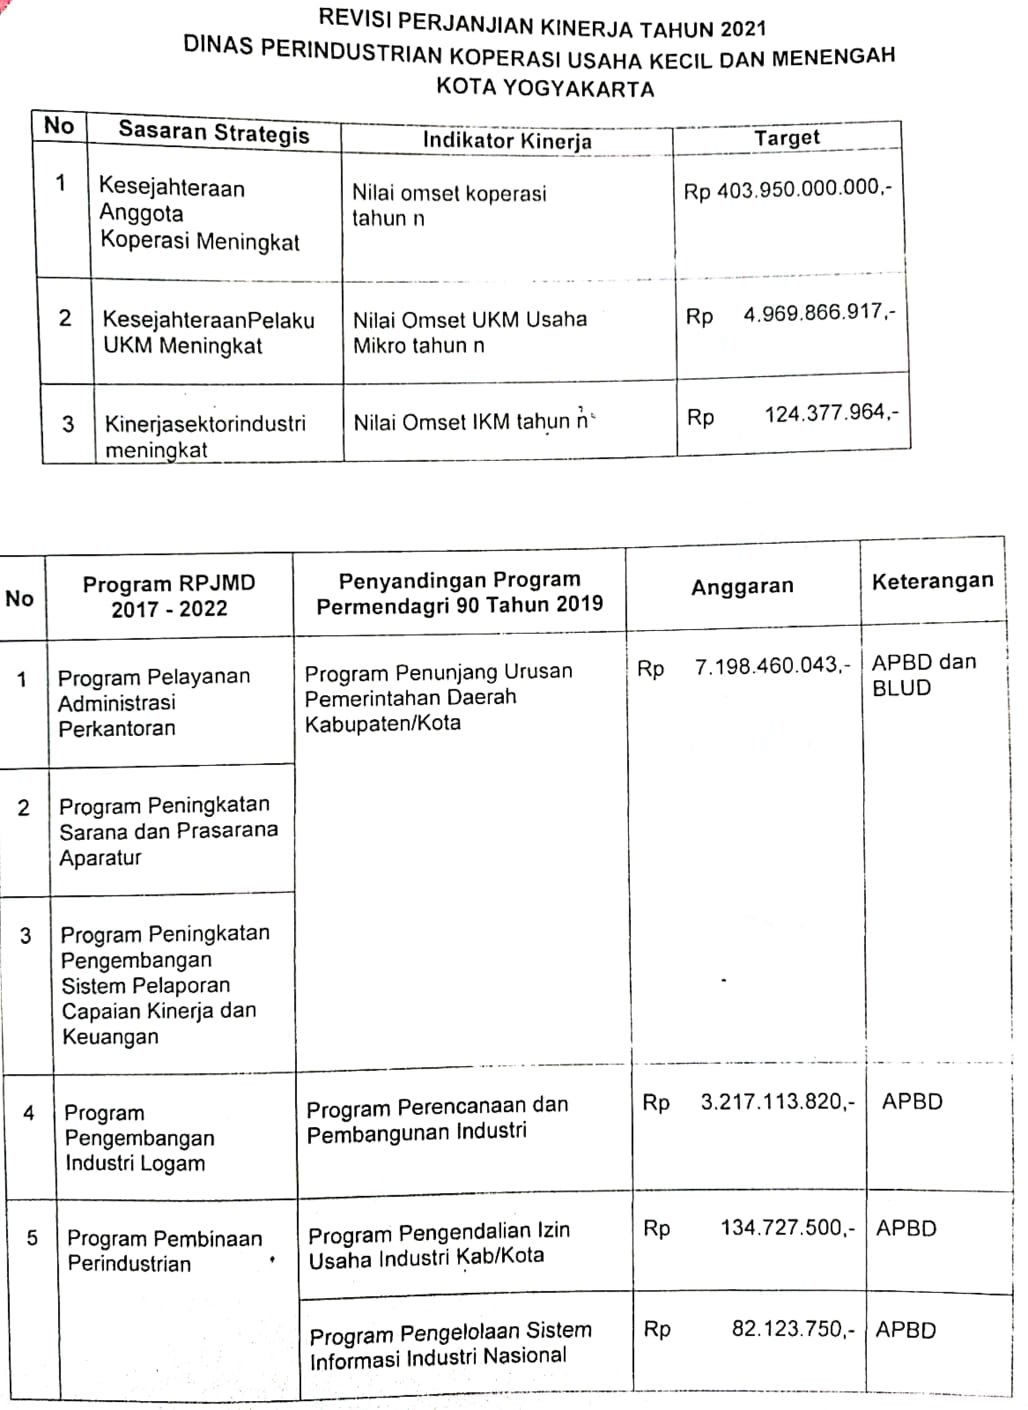 REVISI PERJANJIAN KINERJA TAHUN 2021
DINAS PERINDUSTRIAN KOPERASI USAHA KECIL DAN MENENGAH
KOTA YOGYAKARTA
No Sasaran Strategis Indikator Kinerja Target
1 Kesejahteraan Nilai omset koperasi Rp 403.950.000.000,-
Anggota tahun n
Koperasi Meningkat
2 KesejahteraanPelaku Nilai Omset UKM Usaha Rp 4.969.866.917,-
UKM Meningkat Mikro tahun n
3 Kinerjasektorindustri Nilai Omset IKM tahun n Rp 124.377.964,-
meningkat
No Program RPJMD Penyandingan Program Anggaran Keterangan
2017 - 2022 Permendagri 90 Tahun 2019
1 Program Pelayanan Program Penunjang Urusan Rp 7.198.460.043,- APBD dan
Administrasi Pemerintahan Daerah BLUD
Perkantoran Kabupaten/Kota
2 Program Peningkatan
Sarana dan Prasarana
Aparatur
3 Program Peningkatan
Pengembangan
Sistem Pelaporan
Capaian Kinerja dan
Keuangan
4 Program Program Perencanaan dan Rp 3.217.113.820,- APBD
Pengembangan Pembangunan Industri
Industri Logam
5 Program Pembinaan Program Pengendalian Izin Rp 134.727.500,- APBD
Perindustrian Usaha Industri Kab/Kota
Program Pengelolaan Sistem Rp 82.123.750,- APBD
Informasi Industri Nasional